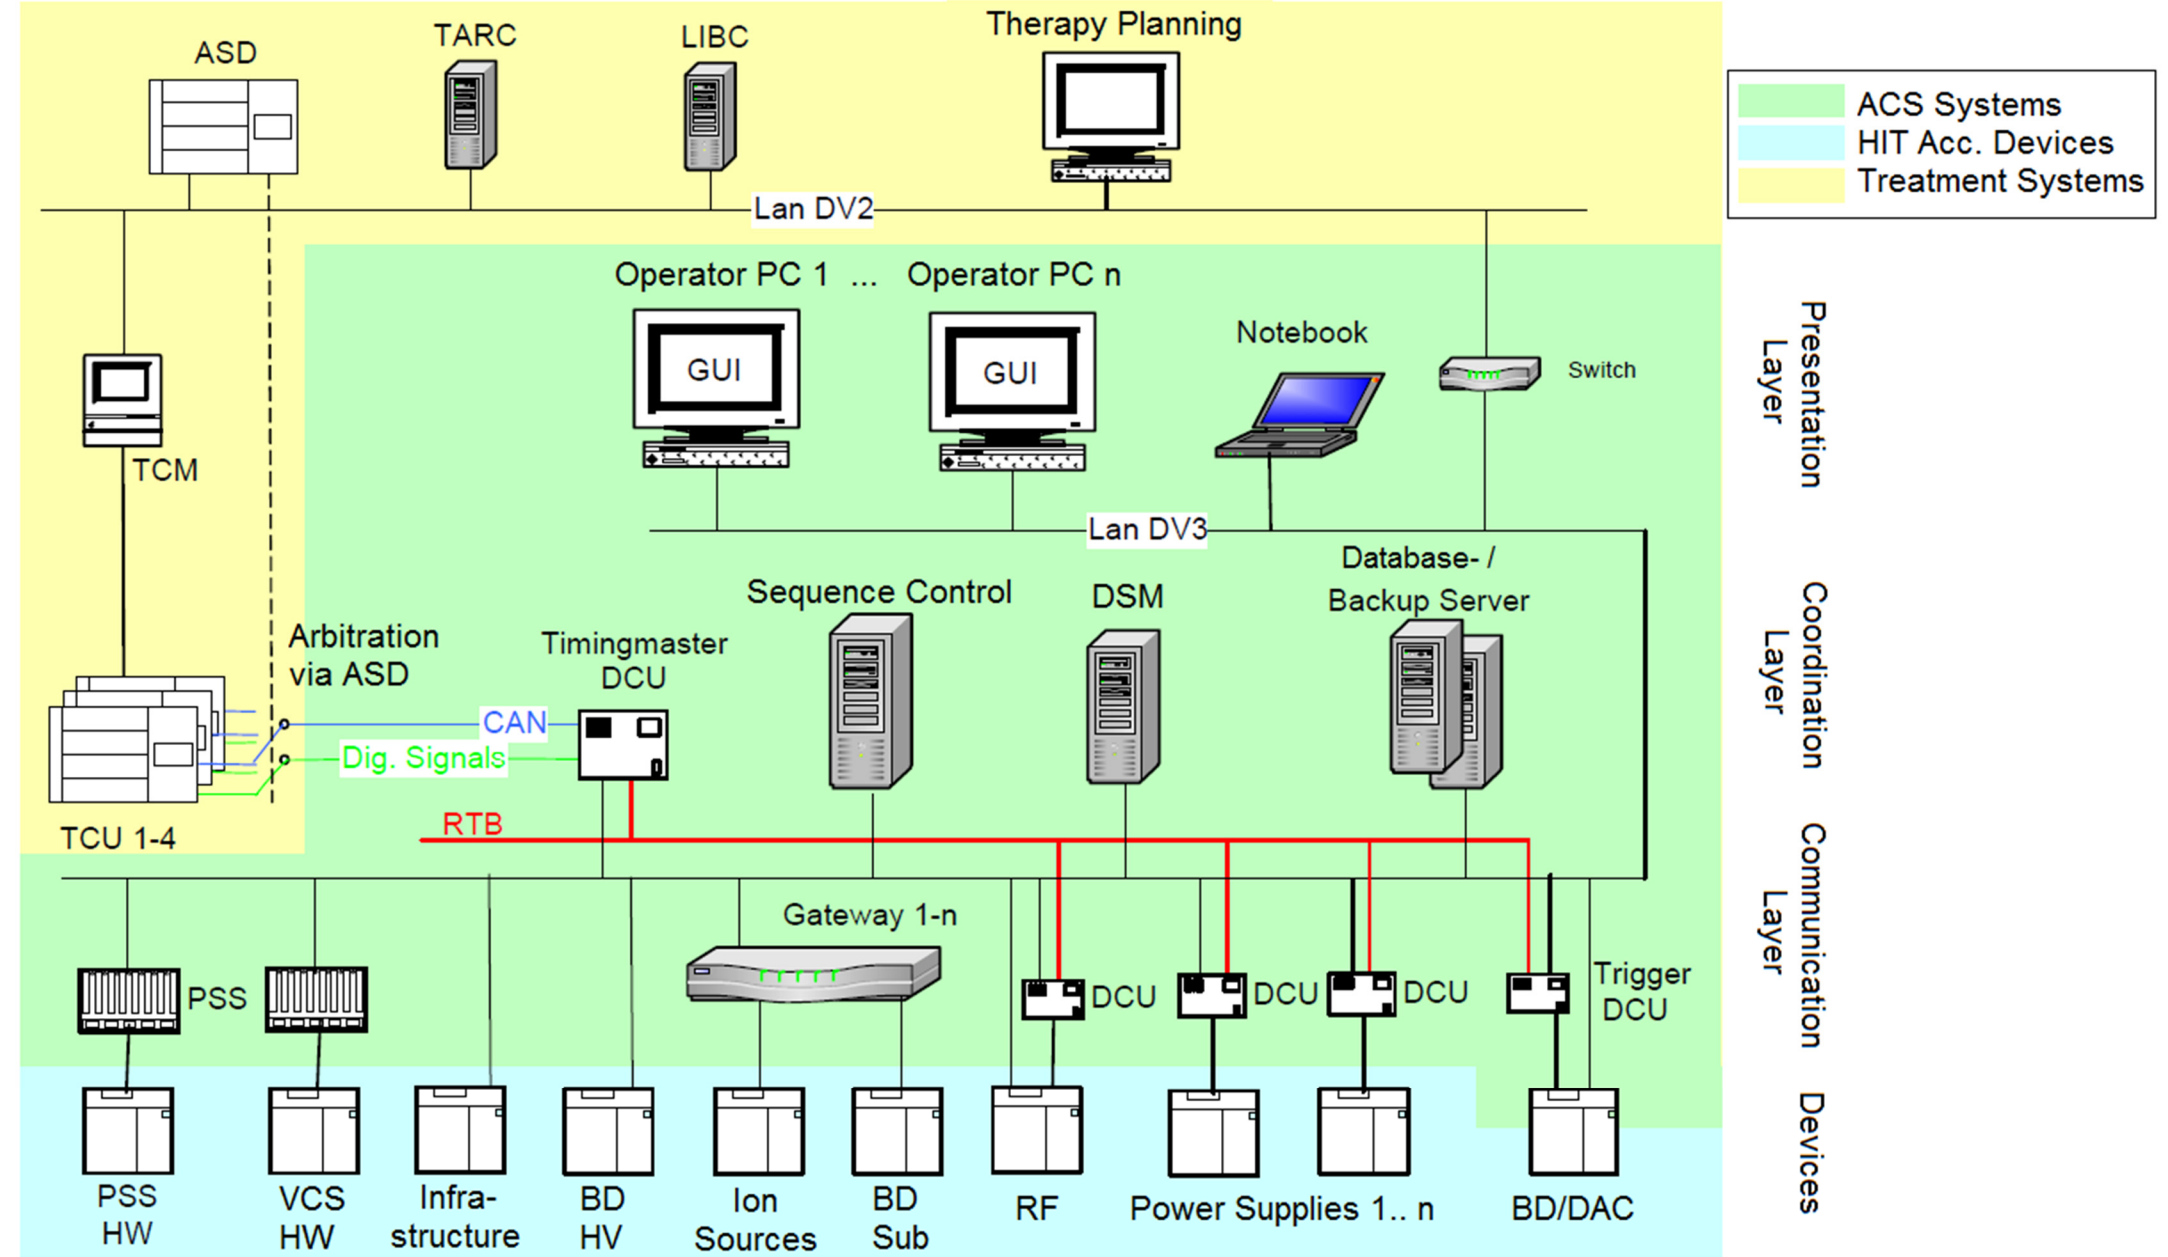 ASD
TARC
LIBC
Therapy Planning
ACS Systems
HIT Acc. Devices
Treatment Systems
Lan DV2
Operator PC 1 ... Operator PC n
GUI
GUI
Notebook
Switch
Presentation
Layer
TCM
Lan DV3
Sequence Control
DSM
Database- /
Backup Server
Coordination
Layer
Arbitration
via ASD
Timingmaster
DCU
CAN
Dig. Signals
TCU 1-4
RTB
Gateway 1-n
Communication
Layer
PSS
DCU
DCU
DCU
Trigger
DCU
Devices
PSS
HW
VCS
HW
Infra-
structure
BD
HV
Ion
Sources
BD
Sub
RF
Power Supplies 1.. n
BD/DAC